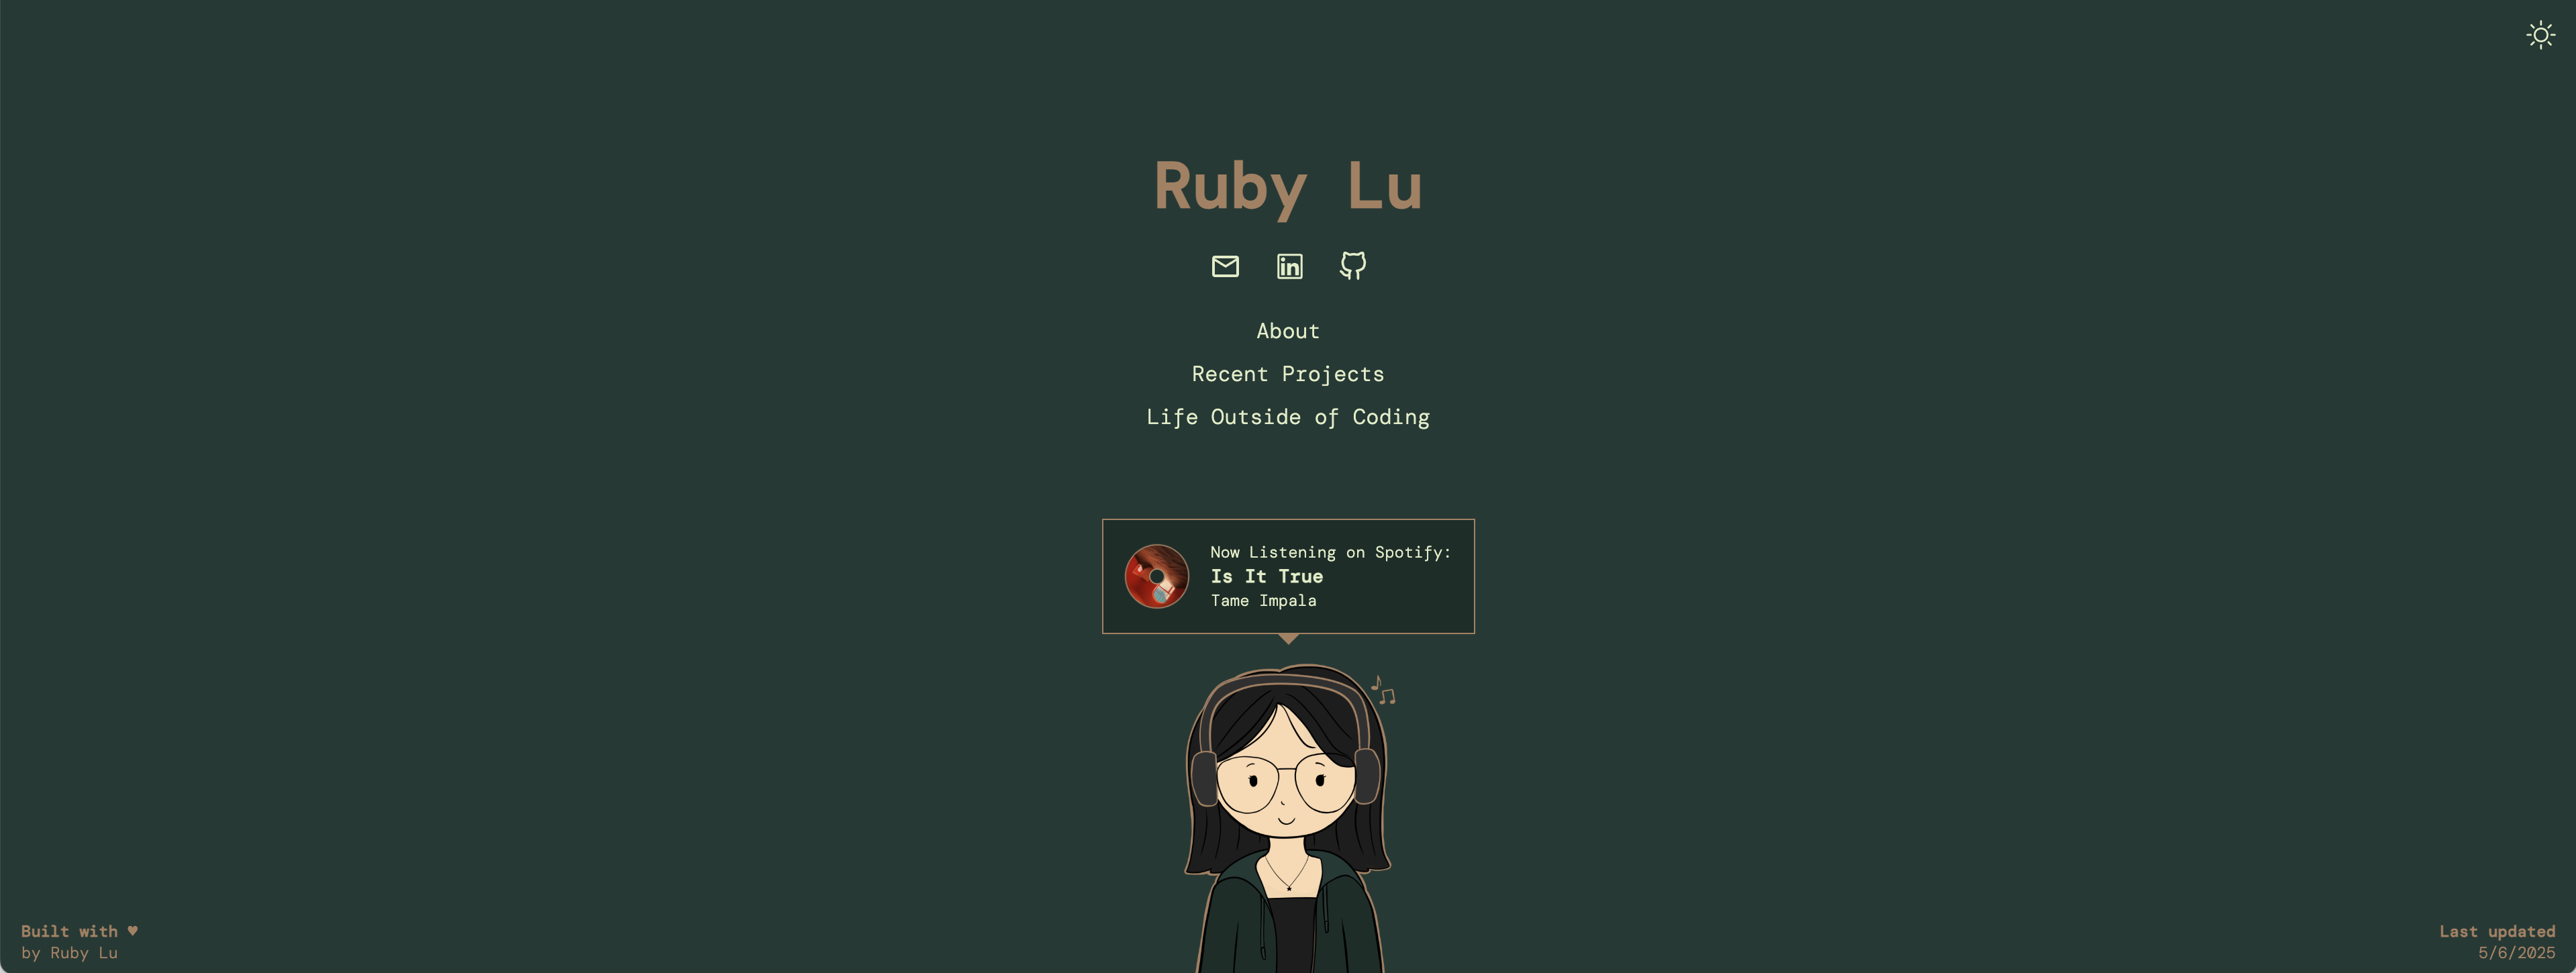 Ruby Lu
in
About
Recent Projects
Life Outside of Coding
Now Listening on Spotify:
Is It True
Tame Impala
Built with ♥
by Ruby Lu
Last updated
5/6/2025